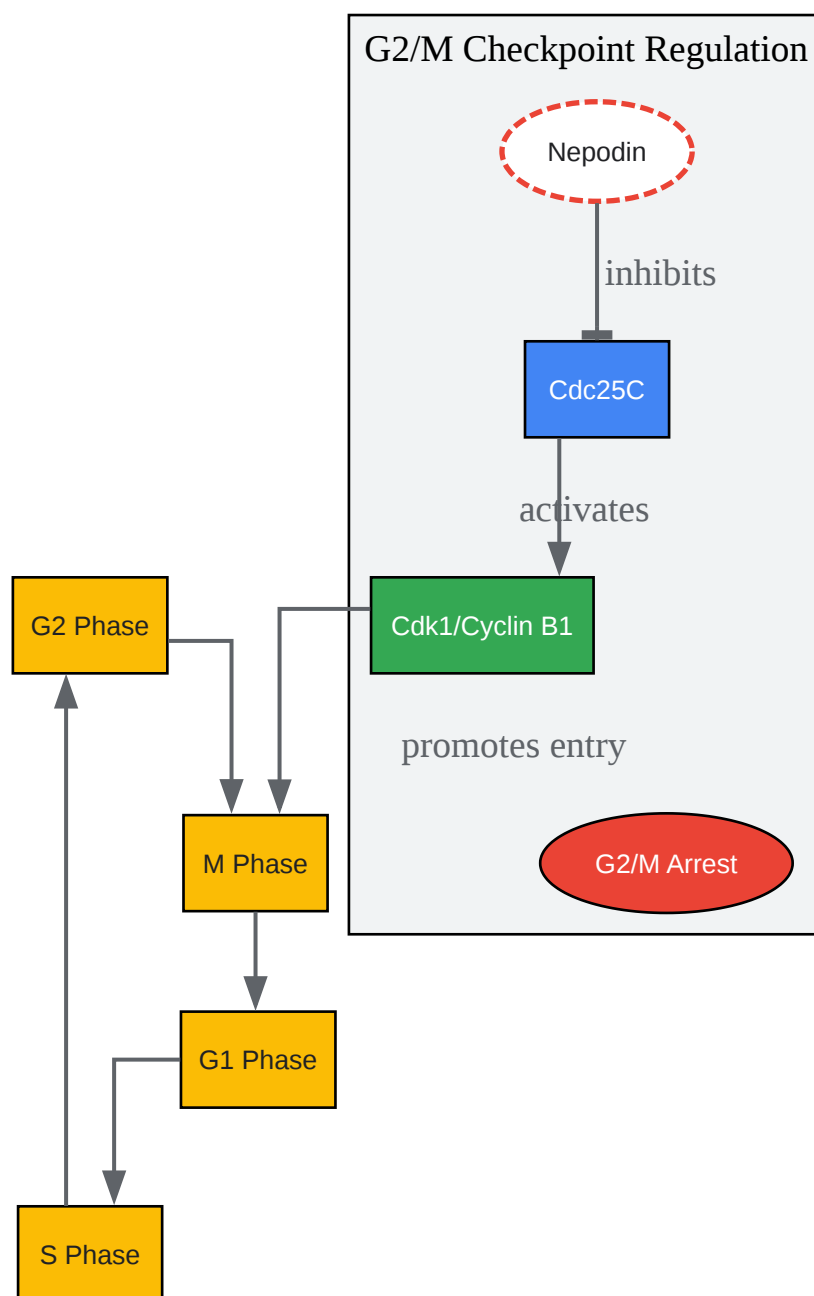 G2/M Checkpoint Regulation
Nepodin
inhibits
Cdc25C
activates
G2 Phase
Cdk1/Cyclin B1
promotes entry
M Phase
G2/M Arrest
G1 Phase
S Phase